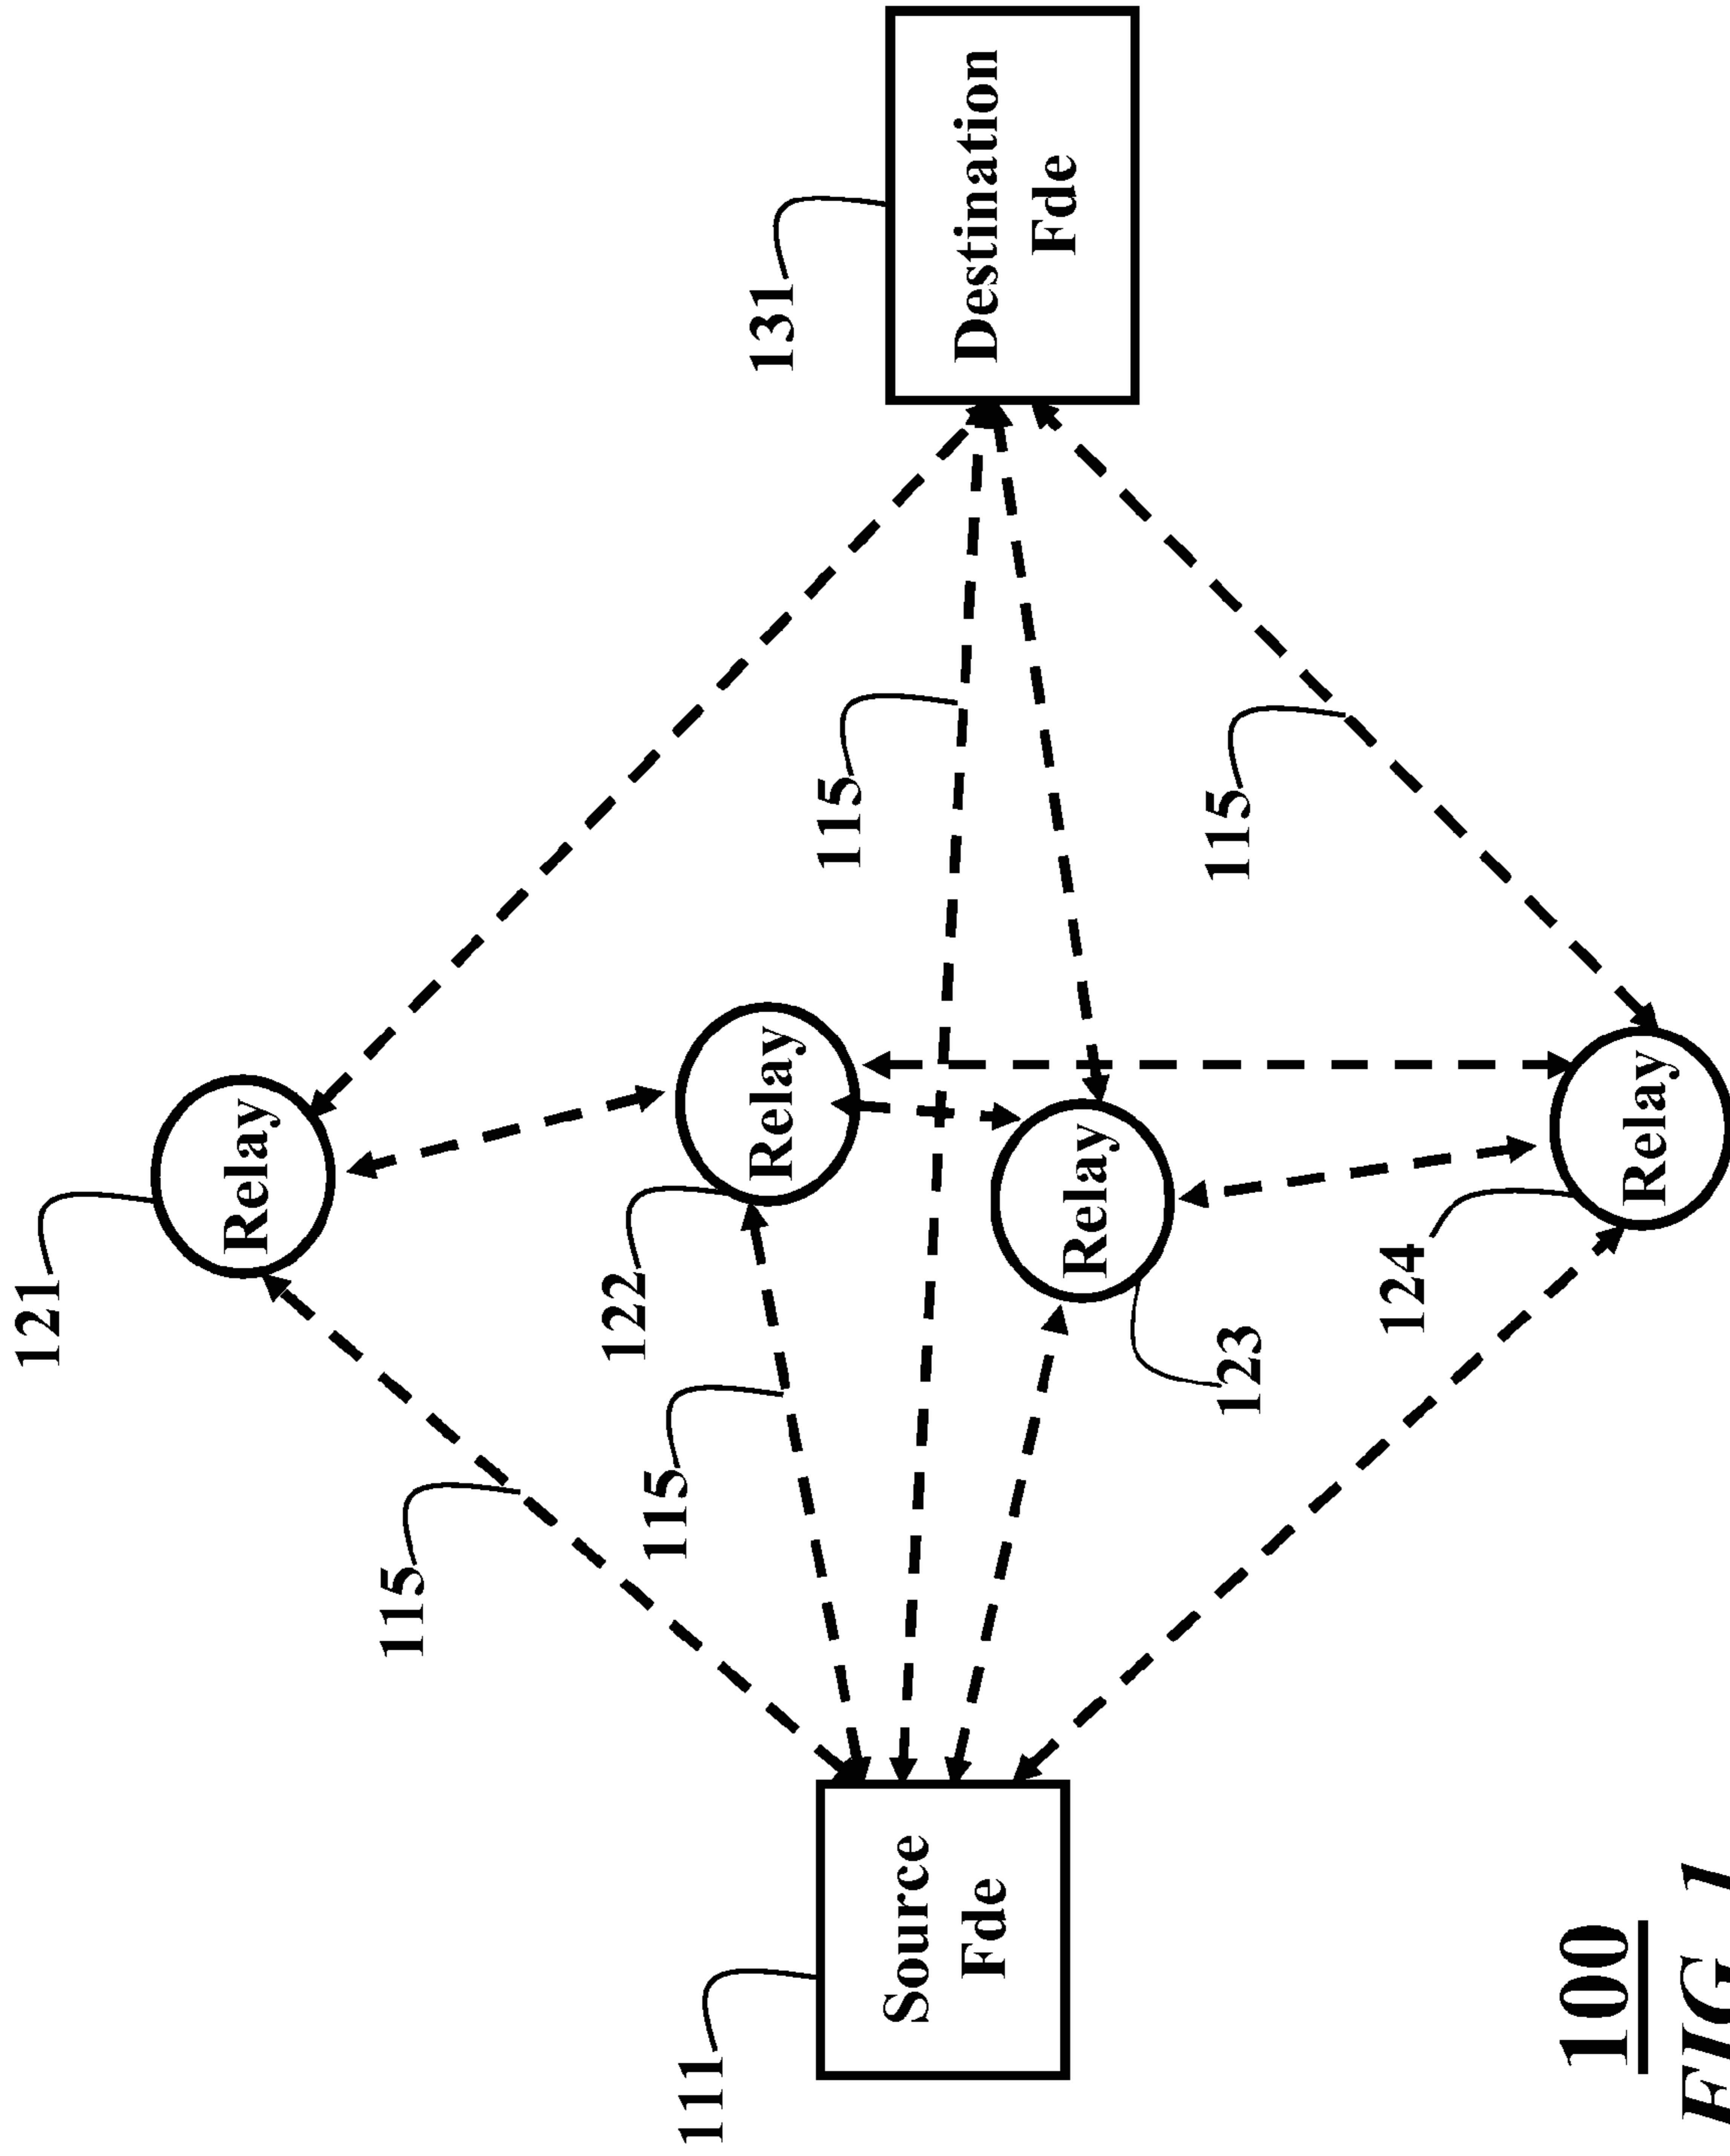 121
Relay
115
122
115
111
Relay
131
115
Source
Fde
Destination
Fde
Relay
115
123
124
Relay
100
FIG. 1